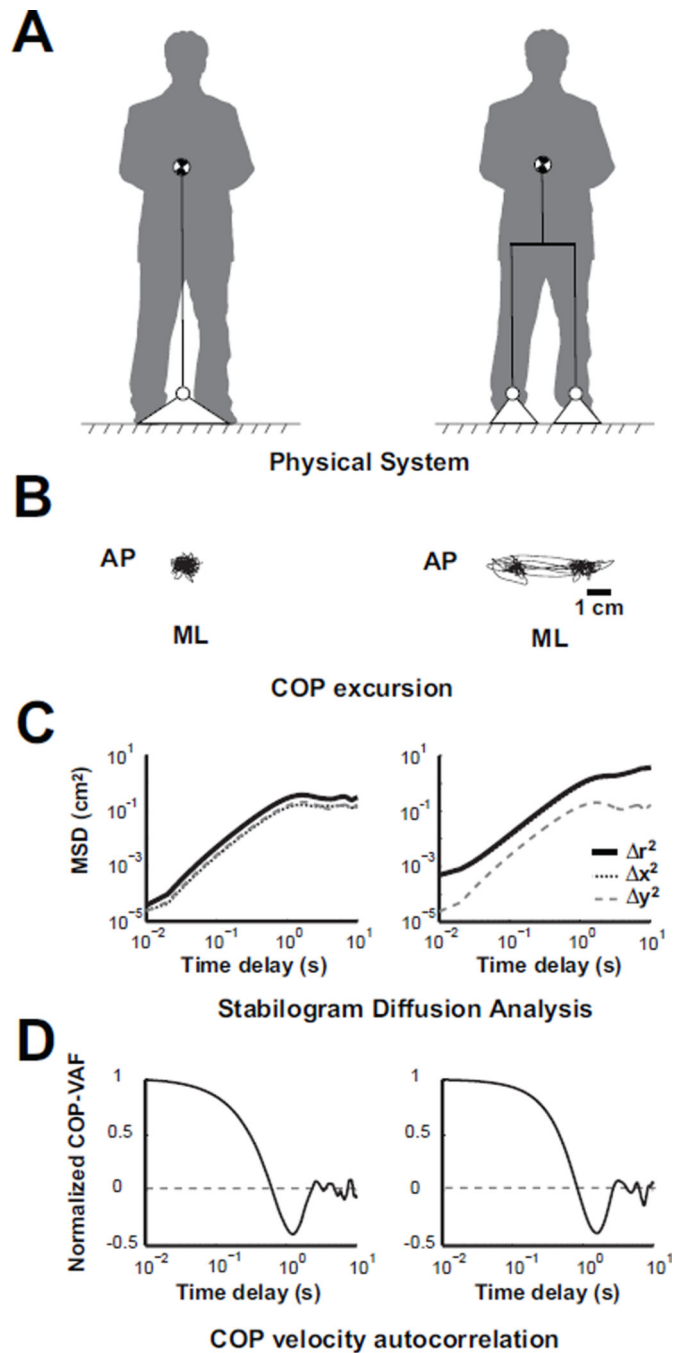 A
Physical System
B
AP
ML
AP
1 cm
ML
COP excursion
C
MSD (cm²)
10¹
10⁻¹
10⁻³
10⁻⁵
10⁻² 10⁻¹ 10⁰ 10¹
Time delay (s)
10¹
10⁻¹
10⁻³
10⁻⁵
Δr²
Δx²
Δy²
10⁻² 10⁻¹ 10⁰ 10¹
Time delay (s)
Stabilogram Diffusion Analysis
D
Normalized COP-VAF
1
0.5
0
-0.5
10⁻² 10⁻¹ 10⁰ 10¹
Time delay (s)
1
0.5
0
-0.5
10⁻² 10⁻¹ 10⁰ 10¹
Time delay (s)
COP velocity autocorrelation